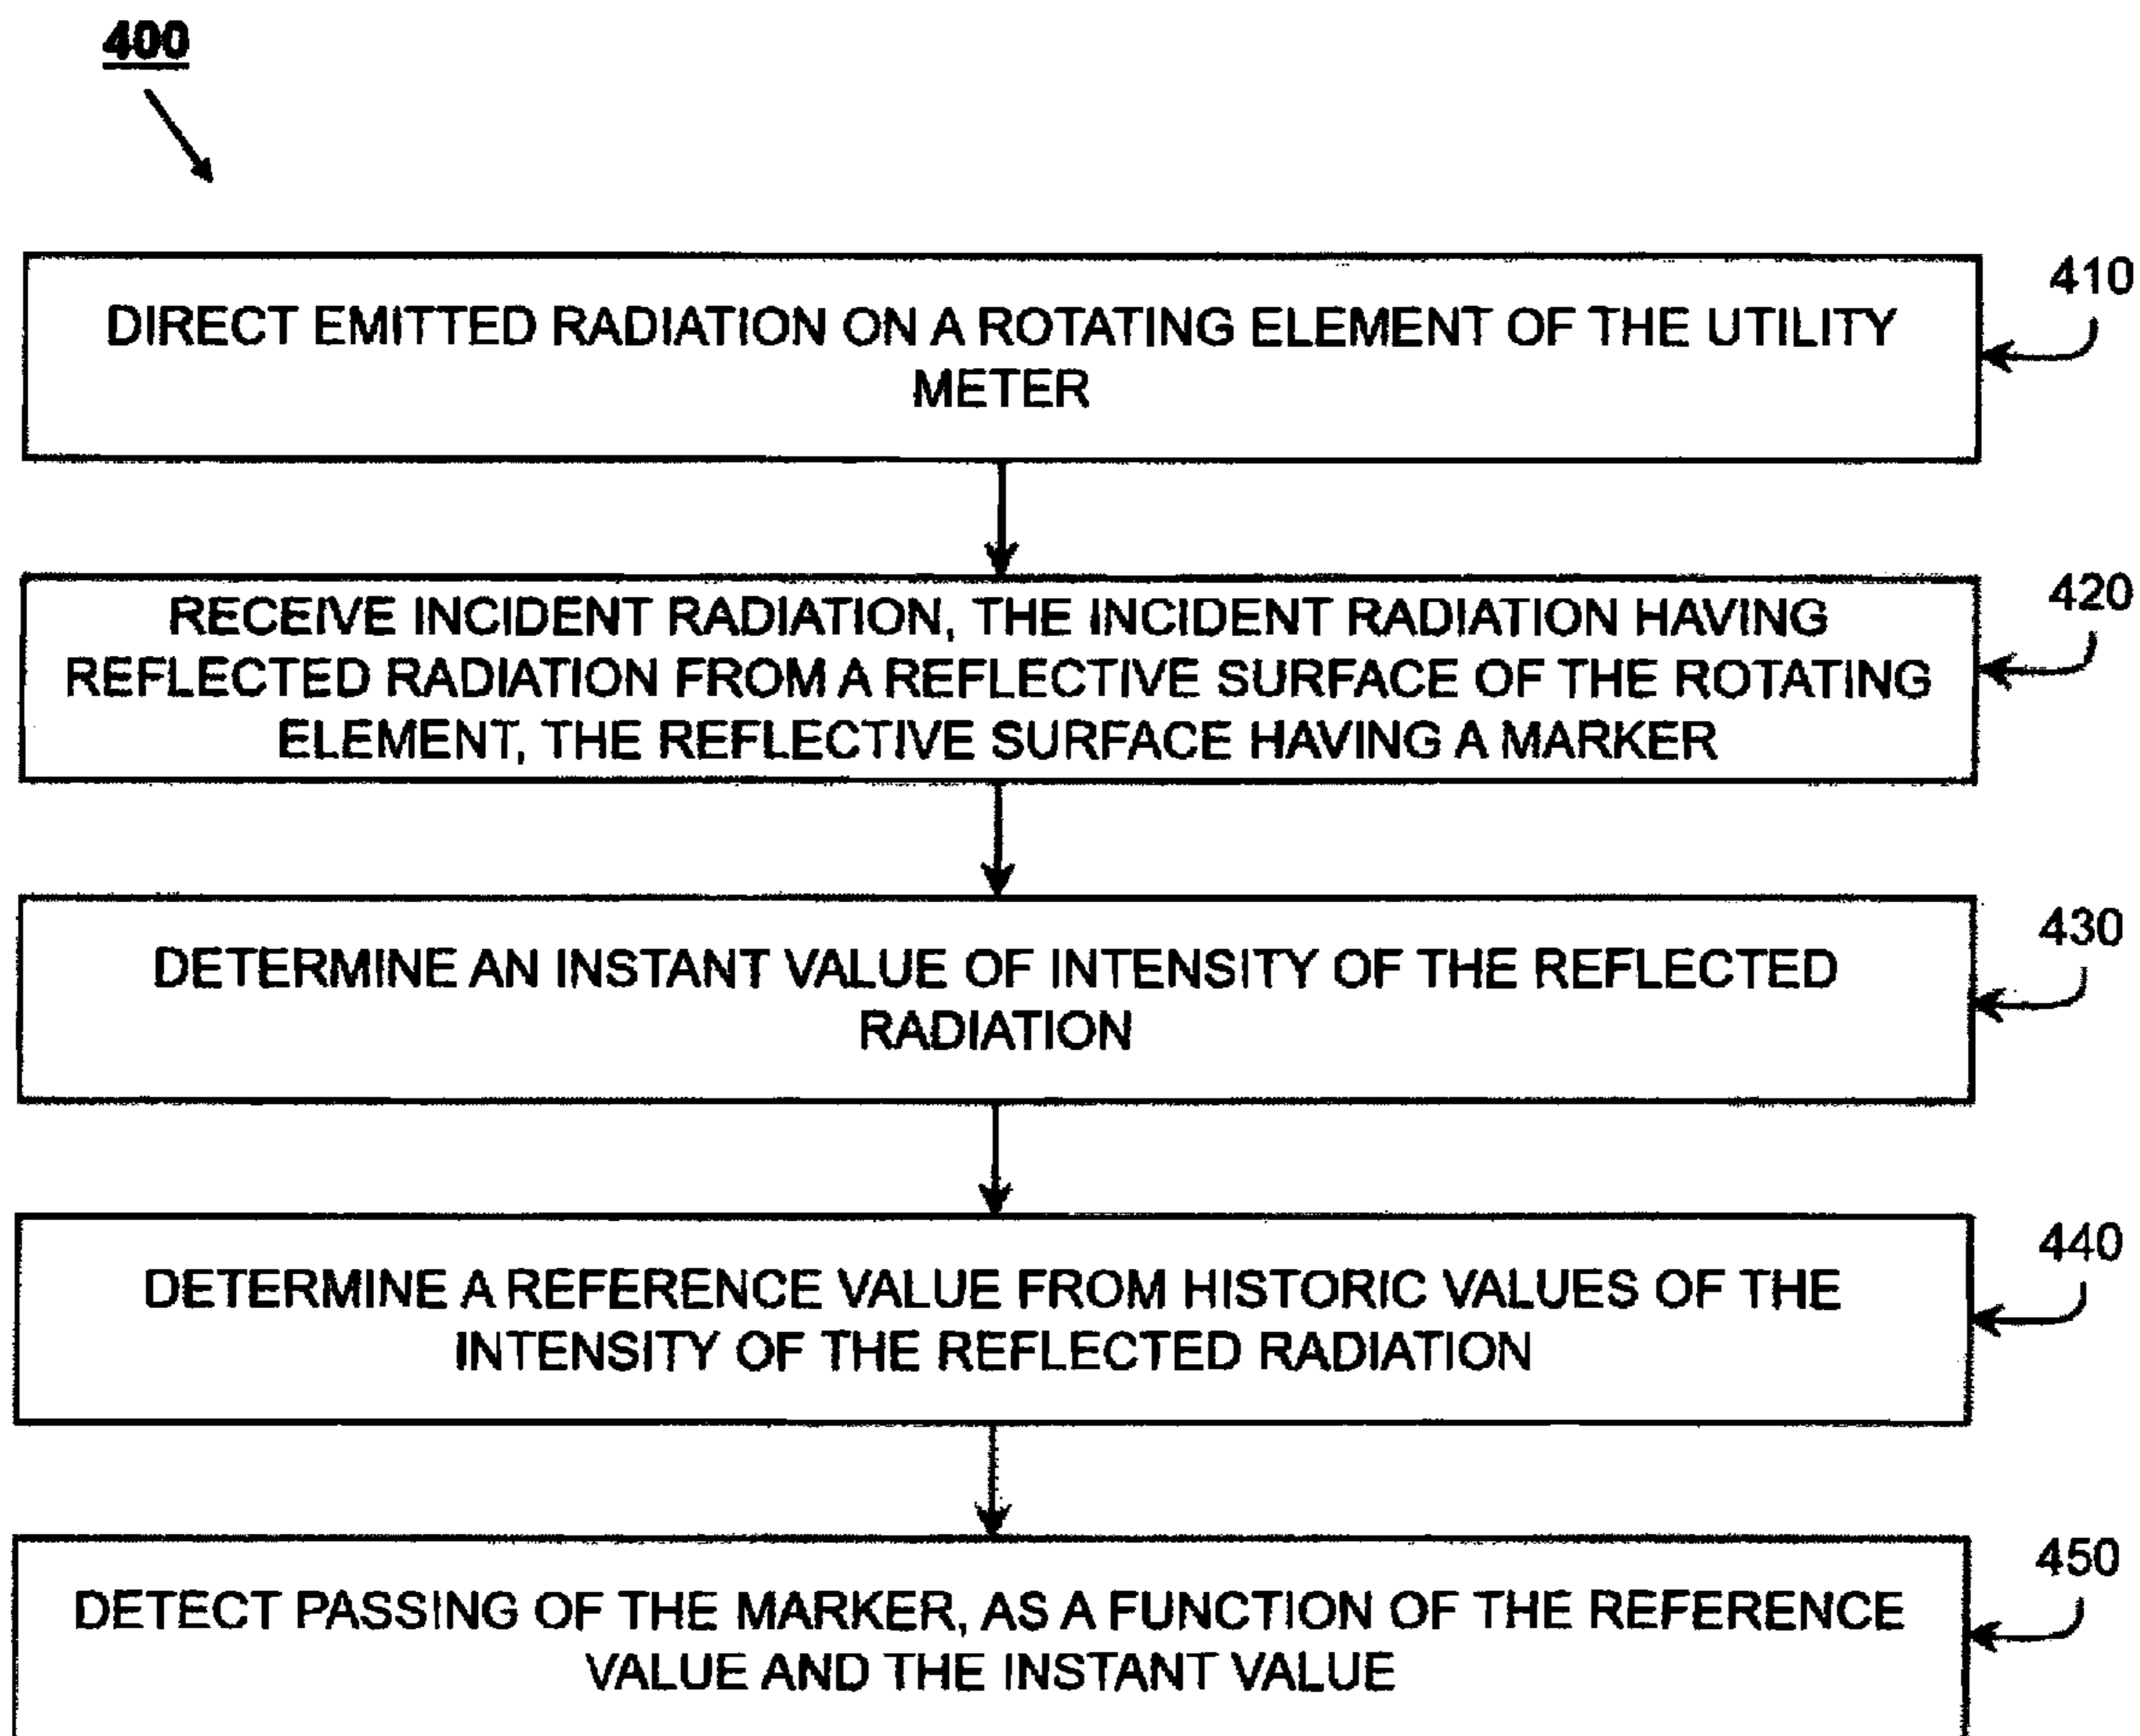 400
410
DIRECT EMITTED RADIATION ON A ROTATING ELEMENT OF THE UTILITY
METER
420
RECEIVE INCIDENT RADIATION, THE INCIDENT RADIATION HAVING
REFLECTED RADIATION FROM A REFLECTIVE SURFACE OF THE ROTATING
ELEMENT, THE REFLECTIVE SURFACE HAVING A MARKER
430
DETERMINE AN INSTANT VALUE OF INTENSITY OF THE REFLECTED
RADIATION
440
DETERMINE A REFERENCE VALUE FROM HISTORIC VALUES OF THE
INTENSITY OF THE REFLECTED RADIATION
450
DETECT PASSING OF THE MARKER, AS A FUNCTION OF THE REFERENCE
VALUE AND THE INSTANT VALUE